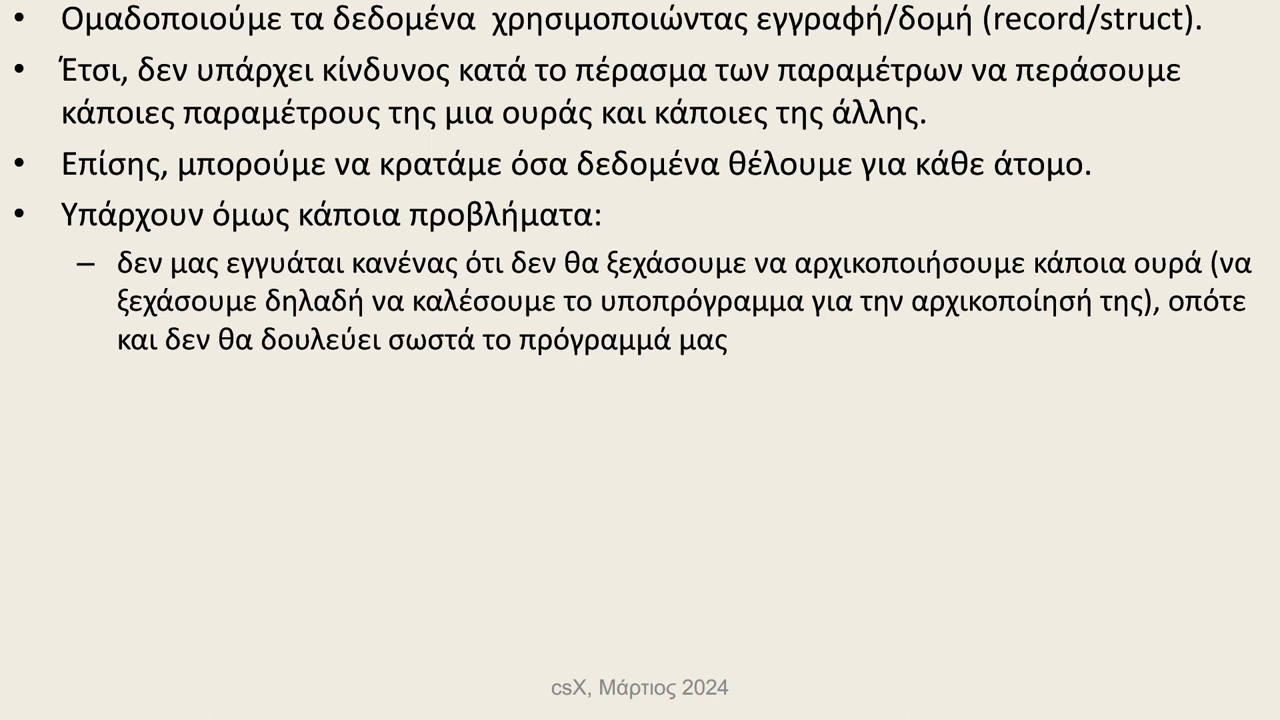 • Ομαδοποιούμε τα δεδομένα  χρησιμοποιώντας εγγραφή/δομή (record/struct).
• Έτσι, δεν υπάρχει κίνδυνος κατά το πέρασμα των παραμέτρων να περάσουμε
κάποιες παραμέτρους της μια ουράς και κάποιες της άλλης.
• Επίσης, μπορούμε να κρατάμε όσα δεδομένα θέλουμε για κάθε άτομο.
• Υπάρχουν όμως κάποια προβλήματα:
– δεν μας εγγυάται κανένας ότι δεν θα ξεχάσουμε να αρχικοποιήσουμε κάποια ουρά (να
ξεχάσουμε δηλαδή να καλέσουμε το υποπρόγραμμα για την αρχικοποίησή της), οπότε
και δεν θα δουλεύει σωστά το πρόγραμμά μας
csX, Μάρτιος 2024